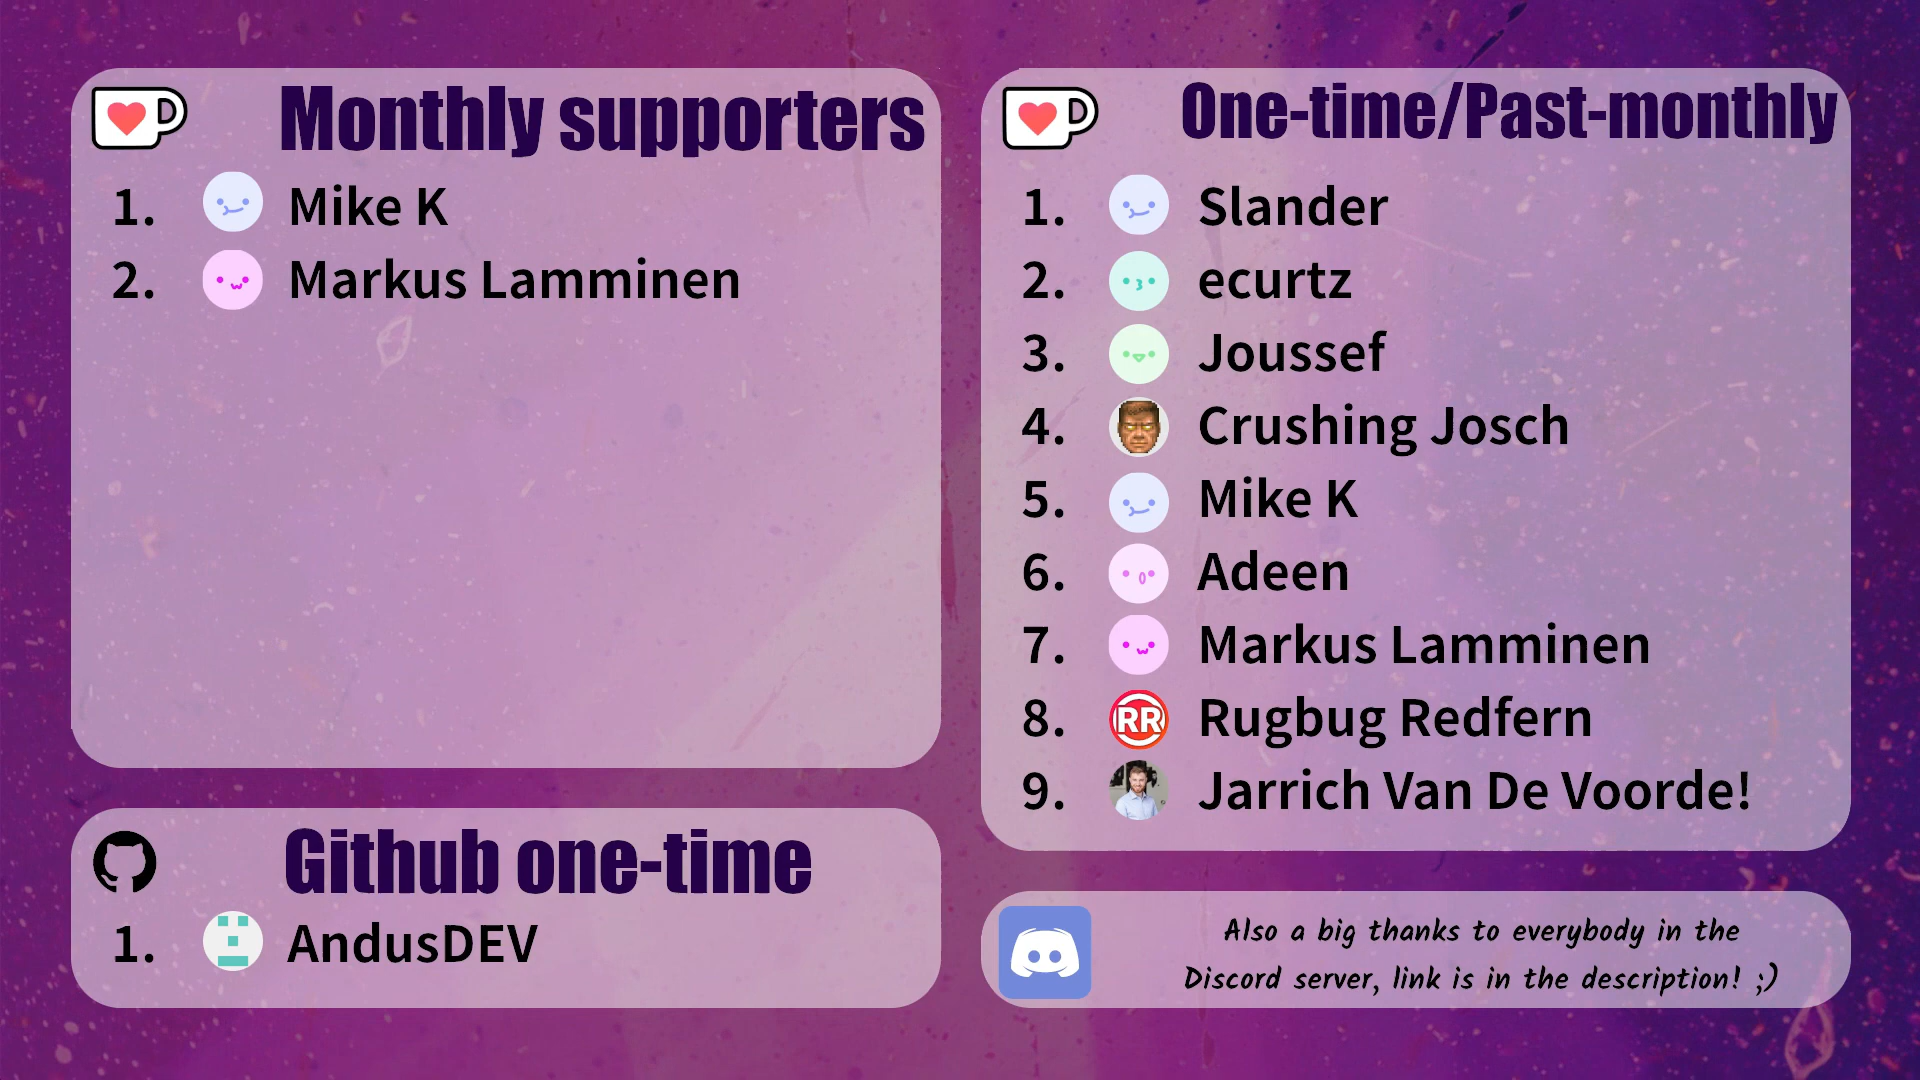 Monthly supporters
1. Mike K
2. Markus Lamminen
Github one-time
1. AndusDEV
One-time/Past-monthly
1. Slander
2. ecurtz
3. Joussef
4. Crushing Josch
5. Mike K
6. Adeen
7. Markus Lamminen
8. RR Rugbug Redfern
9. Jarrich Van De Voorde!
Also a big thanks to everybody in the
Discord server, link is in the description! ;)